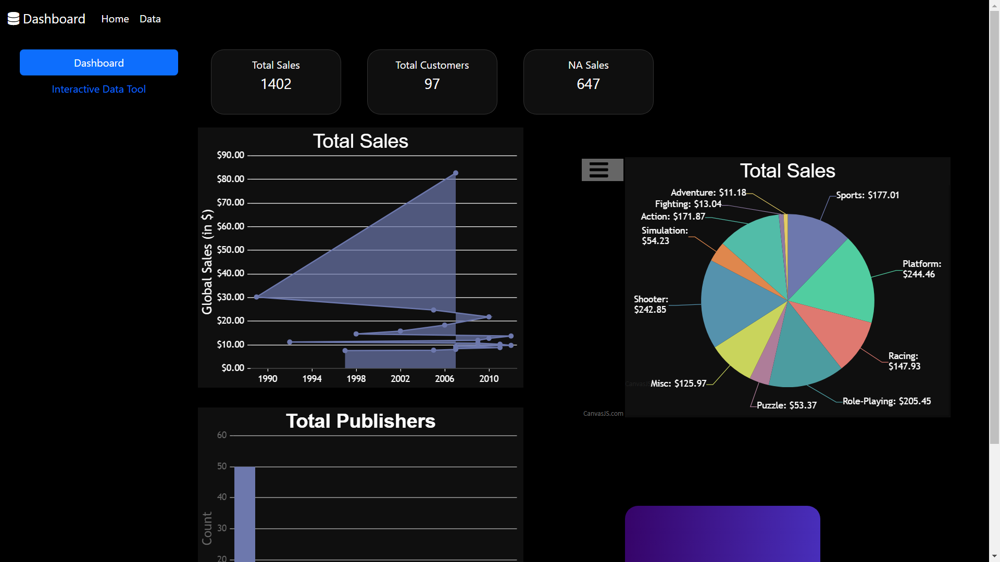 Dashboard
Home
Data
Dashboard
Interactive Data Tool
Total Sales
1402
Total Customers
97
NA Sales
647
Total Sales
Global Sales (in $)
$90.00
$80.00
$70.00
$60.00
$50.00
$40.00
$30.00
$20.00
$10.00
$0.00
1990
1994
1998
2002
2006
2010
Total Sales
Adventure: $11.18
Fighting: $13.04
Action: $171.87
Simulation:
$54.23
Shooter:
$242.85
Misc: $125.97
Puzzle: $53.37
Role-Playing: $205.45
Racing:
$147.93
Platform:
$244.46
Sports: $177.01
CanvasJS.com
Total Publishers
Count
60
50
40
30
20